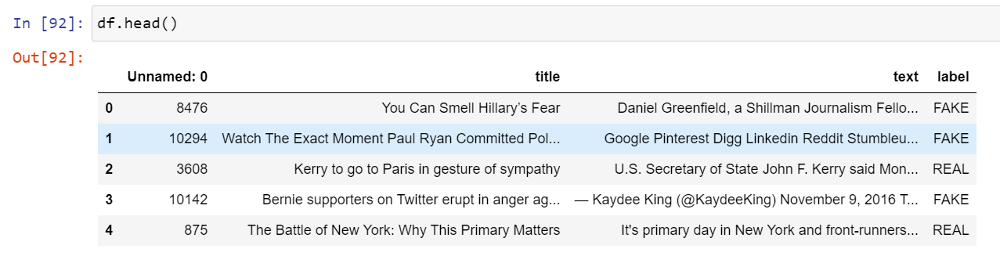 In [92]: df.head()
Out[92]:
Unnamed: 0 title text label
0 8476 You Can Smell Hillary’s Fear Daniel Greenfield, a Shillman Journalism Fello... FAKE
1 10294 Watch The Exact Moment Paul Ryan Committed Pol... Google Pinterest Digg Linkedin Reddit Stumbleu... FAKE
2 3608 Kerry to go to Paris in gesture of sympathy U.S. Secretary of State John F. Kerry said Mon... REAL
3 10142 Bernie supporters on Twitter erupt in anger ag... — Kaydee King (@KaydeeKing) November 9, 2016 T... FAKE
4 875 The Battle of New York: Why This Primary Matters It's primary day in New York and front-runners... REAL